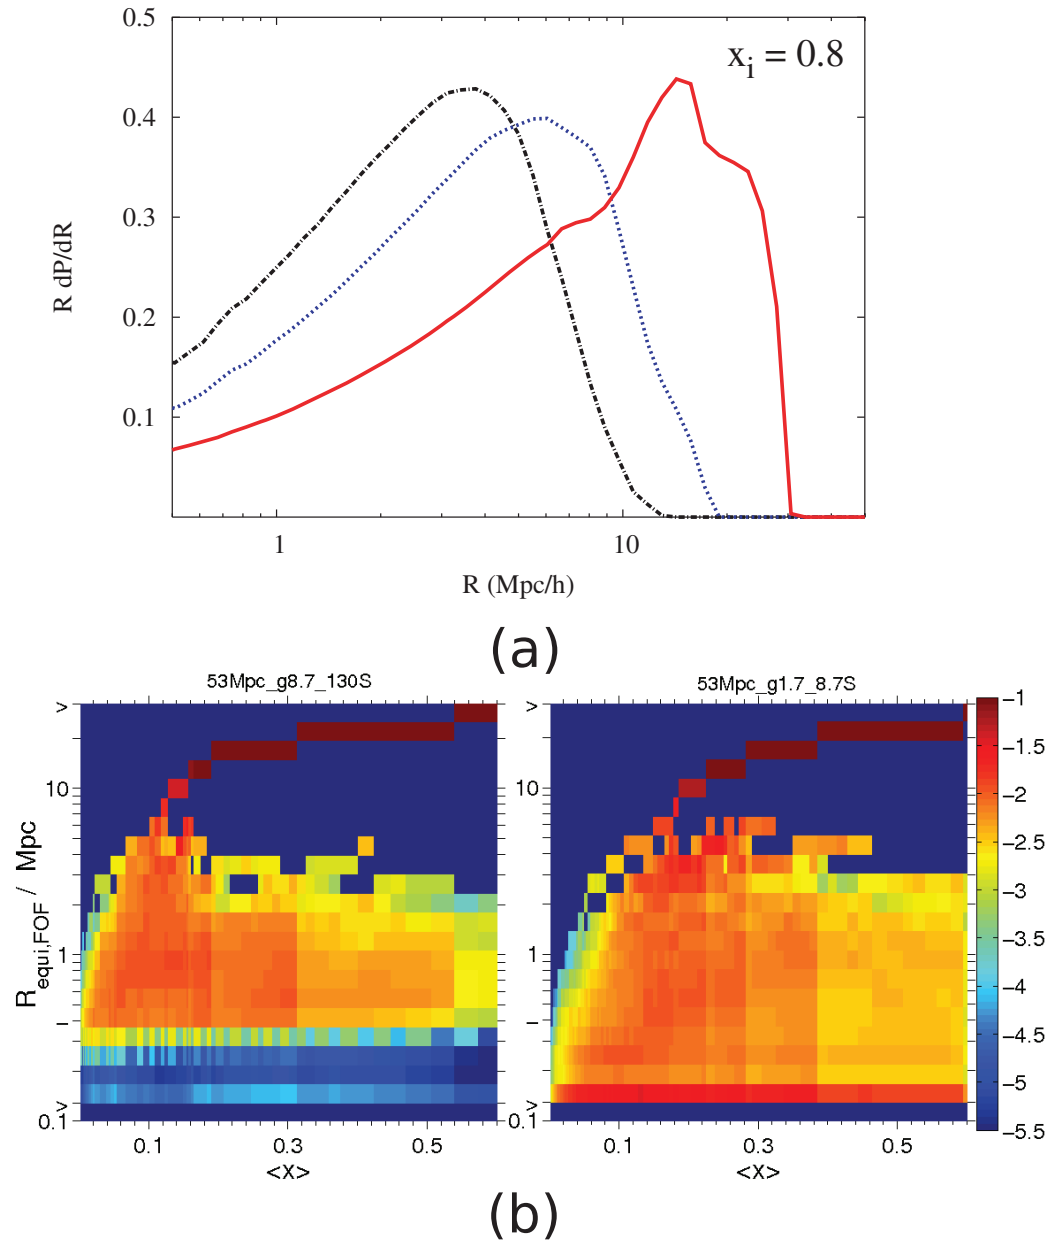 0.5
x_i = 0.8
0.4
0.3
R dP/dR
0.2
0.1
1 10
R (Mpc/h)
(a)
53Mpc_g8.7_130S 53Mpc_g1.7_8.7S
> > −1
−1.5
10 10 −2
−2.5
R_equi,FOF / Mpc
−3
1 1 −3.5
−4
− − −4.5
−5
> >
0.1 0.1 −5.5
0.1 0.3 0.5 0.1 0.3 0.5
<X> <X>
(b)